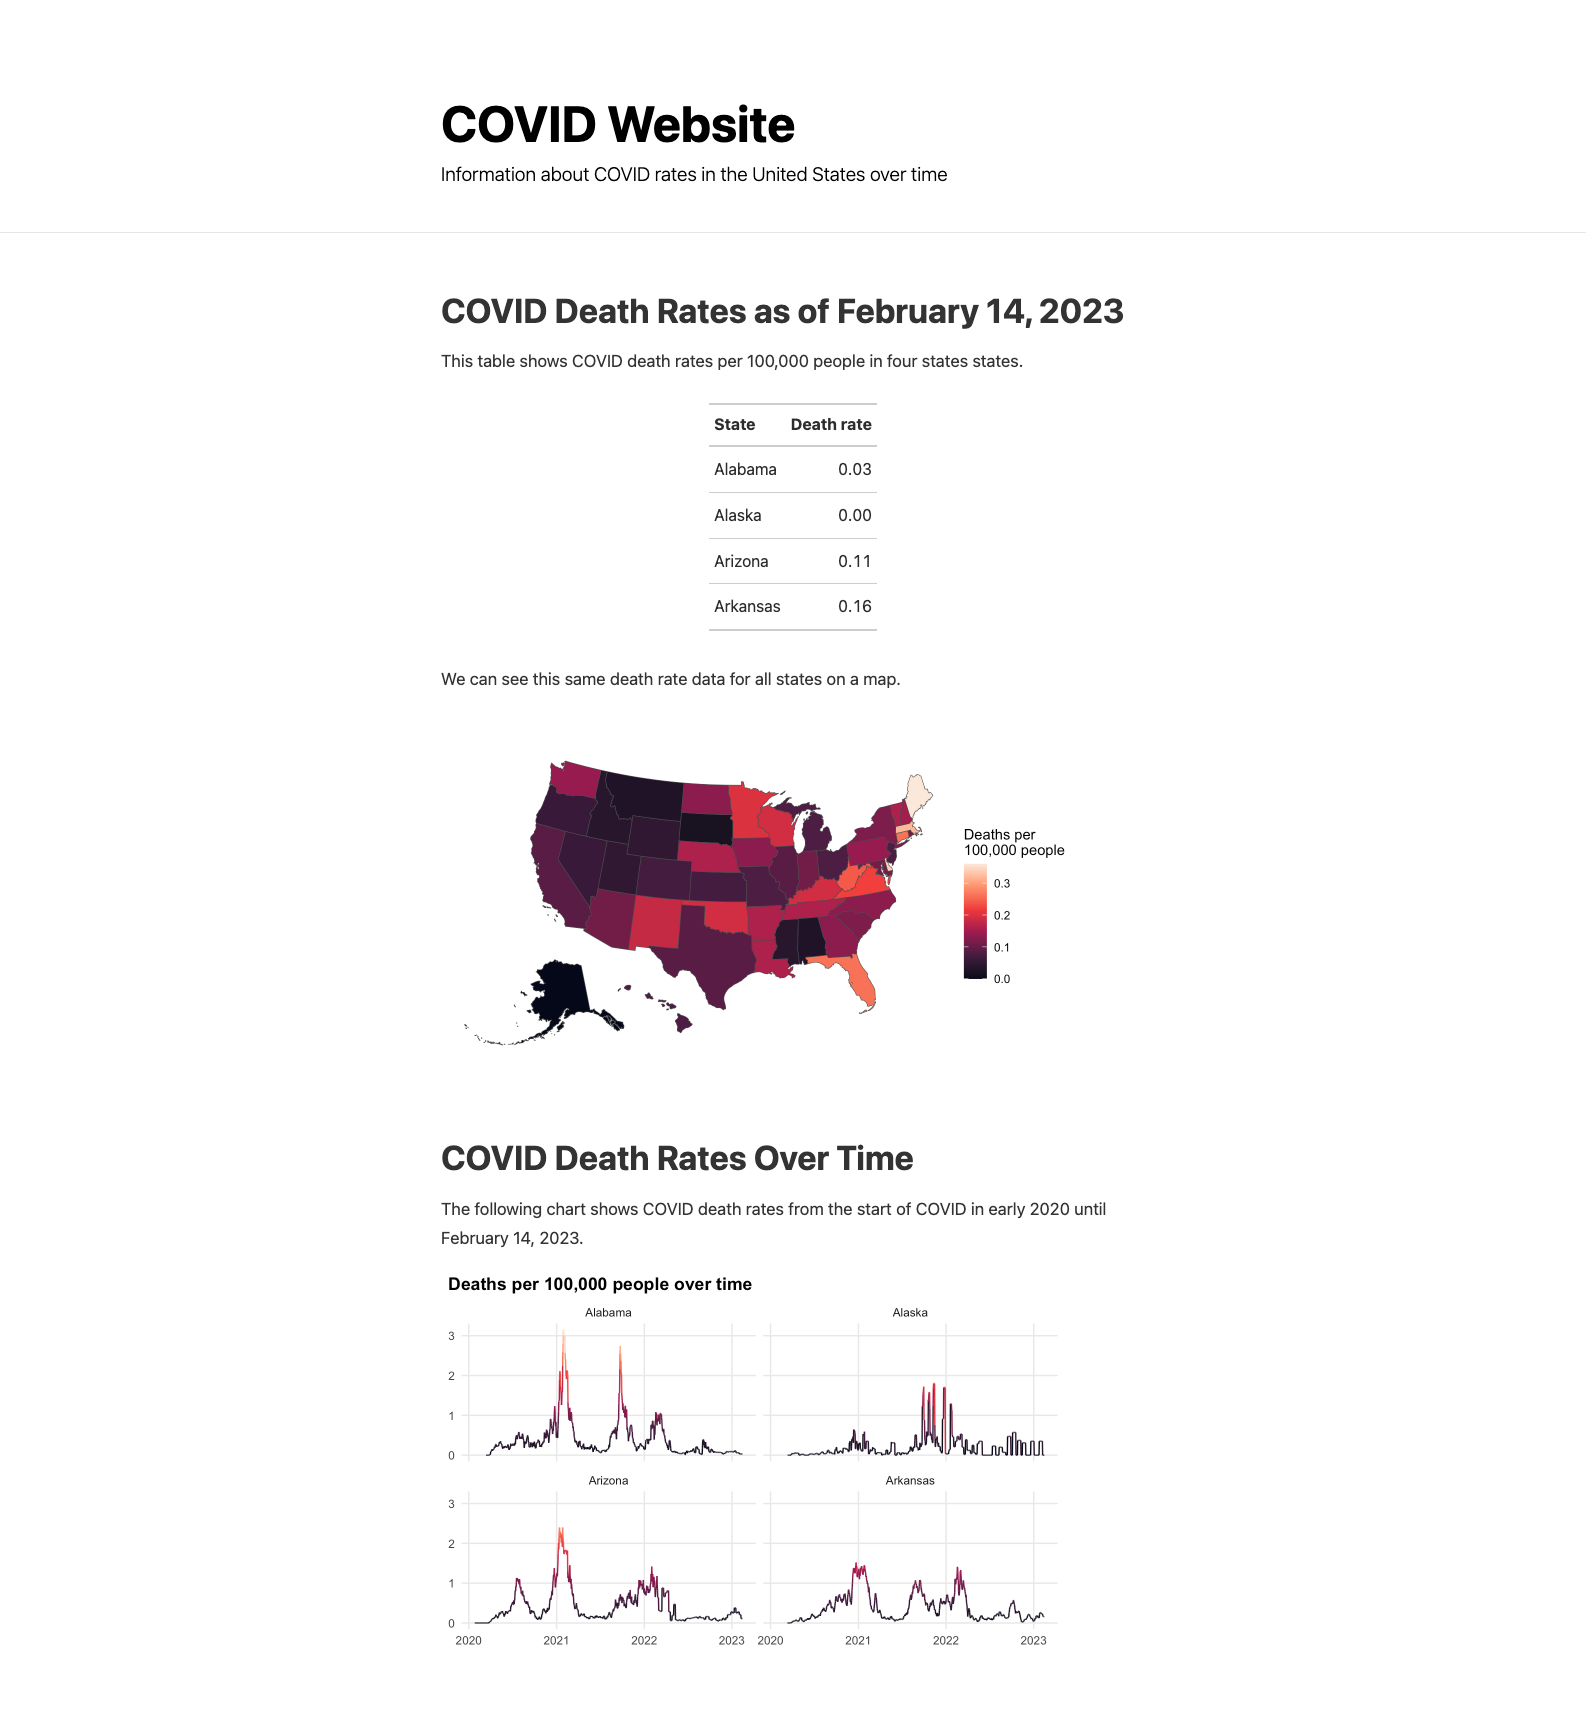 COVID Website
Information about COVID rates in the United States over time
COVID Death Rates as of February 14, 2023
This table shows COVID death rates per 100,000 people in four states states.
State Death rate
Alabama 0.03
Alaska 0.00
Arizona 0.11
Arkansas 0.16
We can see this same death rate data for all states on a map.
Deaths per
100,000 people
0.3
0.2
0.1
0.0
COVID Death Rates Over Time
The following chart shows COVID death rates from the start of COVID in early 2020 until
February 14, 2023.
Deaths per 100,000 people over time
Alabama Alaska
3
2
1
0
Arizona Arkansas
3
2
1
0
2020 2021 2022 2023 2020 2021 2022 2023